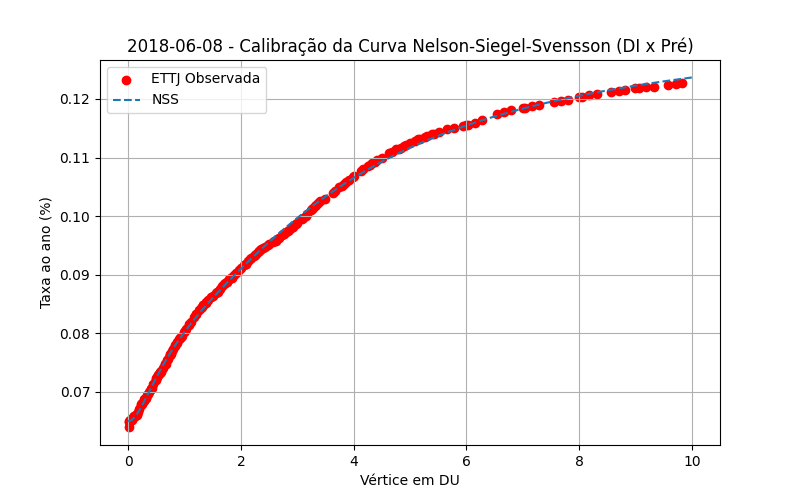 2018-06-08 - Calibração da Curva Nelson-Siegel-Svensson (DI x Pré)
ETTJ Observada
NSS
Taxa ao ano (%)
0.12
0.11
0.10
0.09
0.08
0.07
0
2
4
6
8
10
Vértice em DU